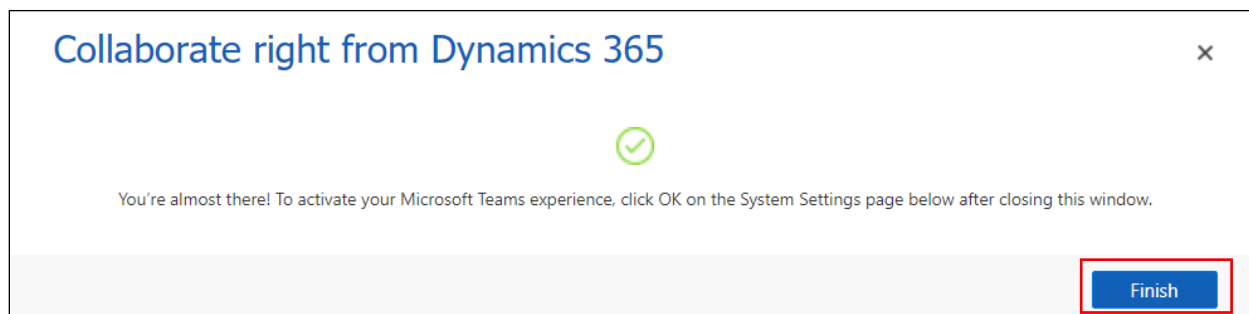 Collaborate right from Dynamics 365
You're almost there! To activate your Microsoft Teams experience, click OK on the System Settings page below after closing this window.
Finish